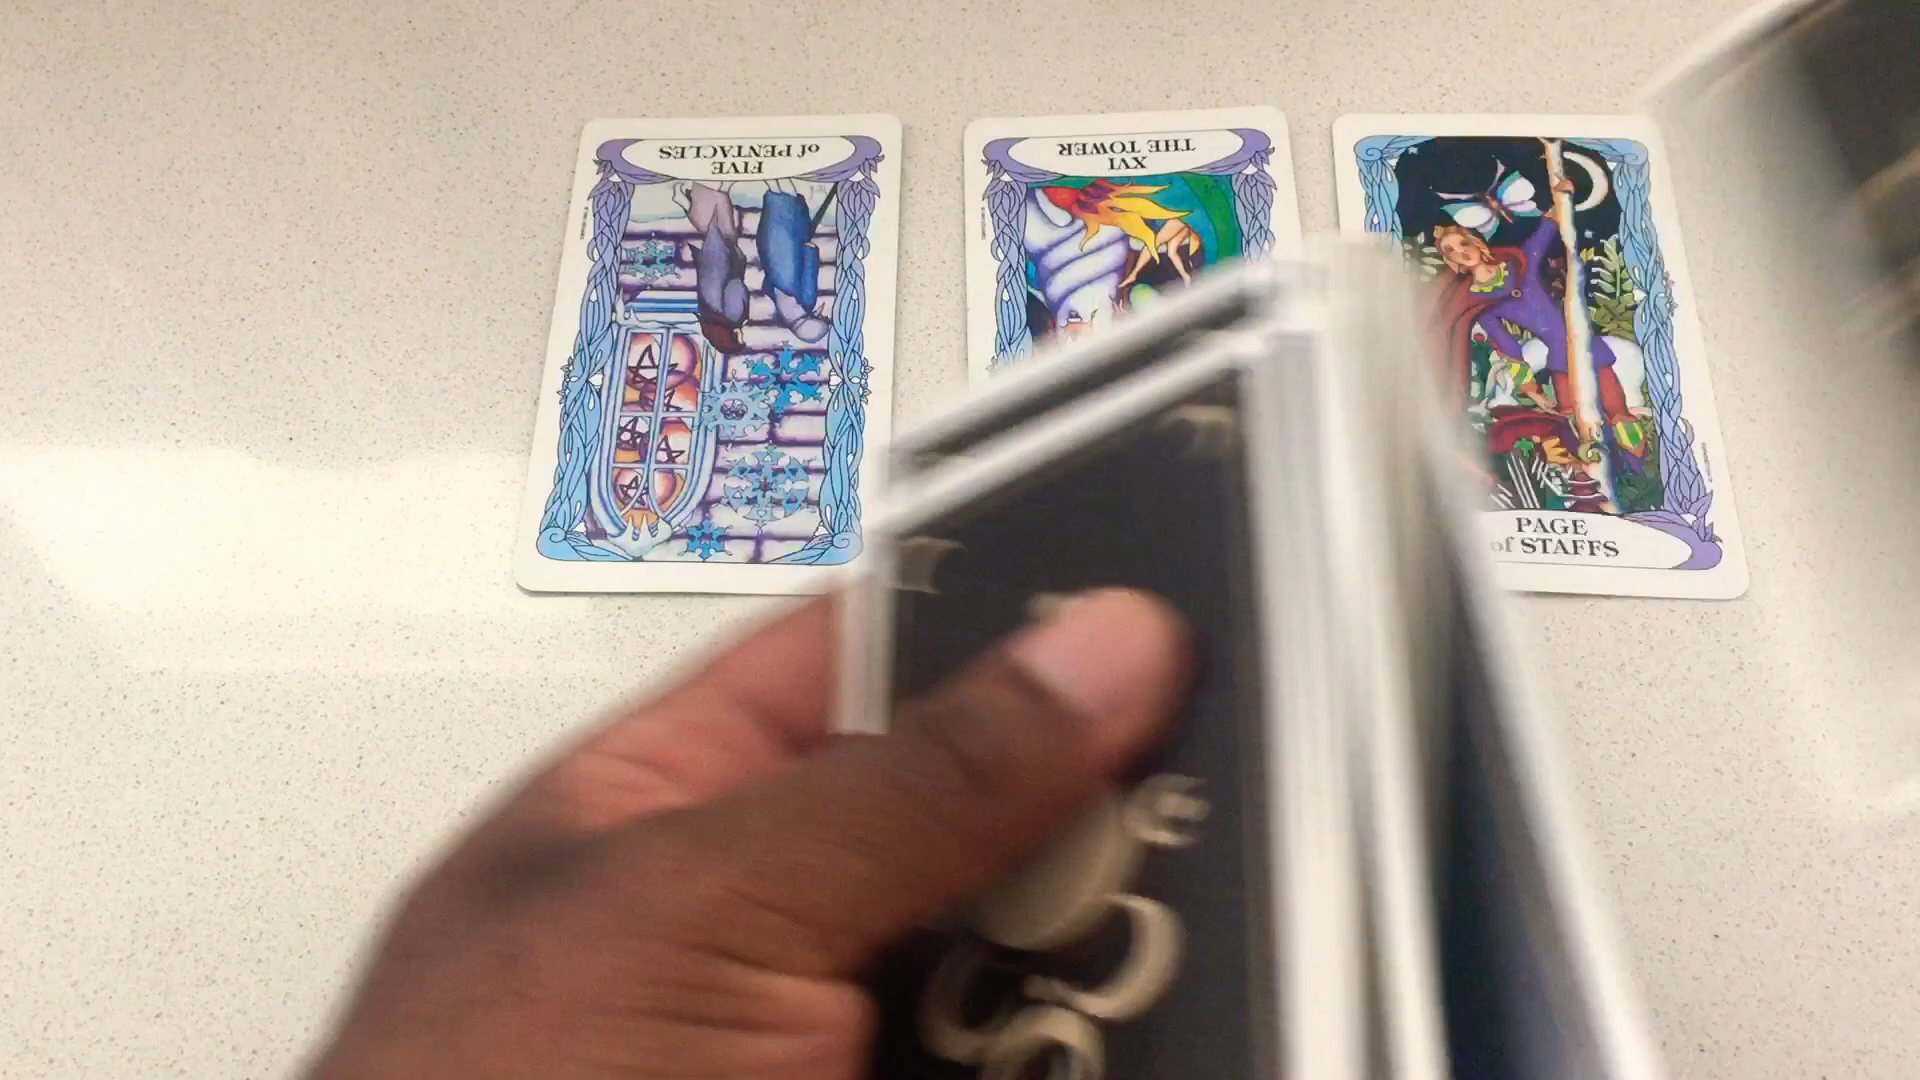 FIVE
of PENTACLES
XVI
THE TOWER
PAGE
of STAFFS